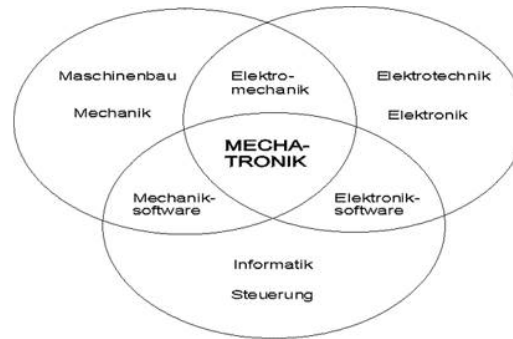 Maschinenbau
Mechanik
Elektro-
mechanik
Elektrotechnik
Elektronik
MECHA-
TRONIK
Mechanik-
software
Elektronik-
software
Informatik
Steuerung